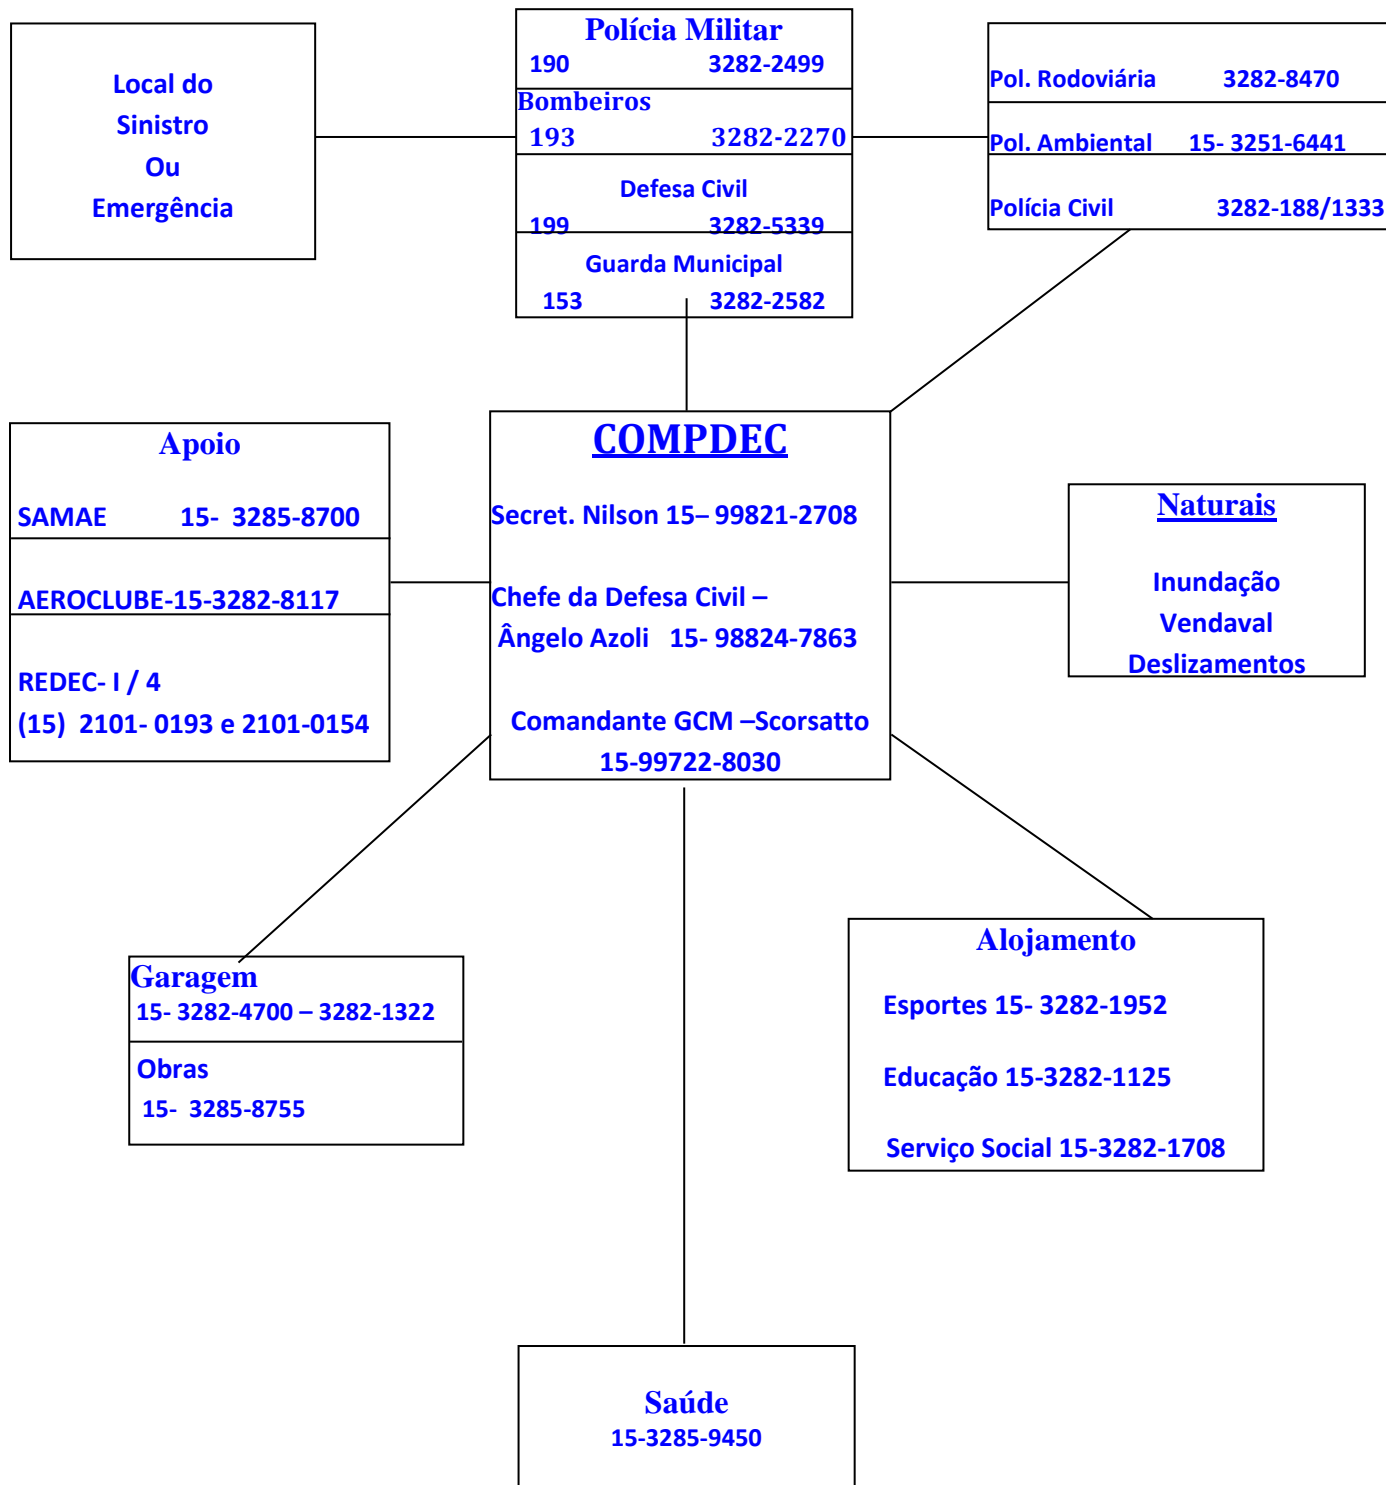 Local do
Sinistro
Ou
Emergência
Polícia Militar
190 3282-2499
Bombeiros
193 3282-2270
Defesa Civil
199 3282-5339
Guarda Municipal
153 3282-2582
Pol. Rodoviária 3282-8470
Pol. Ambiental 15- 3251-6441
Polícia Civil 3282-188/1333
Apoio
SAMAE 15- 3285-8700
AEROCLUBE-15-3282-8117
REDEC- I / 4
(15) 2101- 0193 e 2101-0154
COMPDEC
Secret. Nilson 15– 99821-2708
Chefe da Defesa Civil –
Ângelo Azoli 15- 98824-7863
Comandante GCM –Scorsatto
15-99722-8030
Naturais
Inundação
Vendaval
Deslizamentos
Garagem
15- 3282-4700 – 3282-1322
Obras
15- 3285-8755
Alojamento
Esportes 15- 3282-1952
Educação 15-3282-1125
Serviço Social 15-3282-1708
Saúde
15-3285-9450